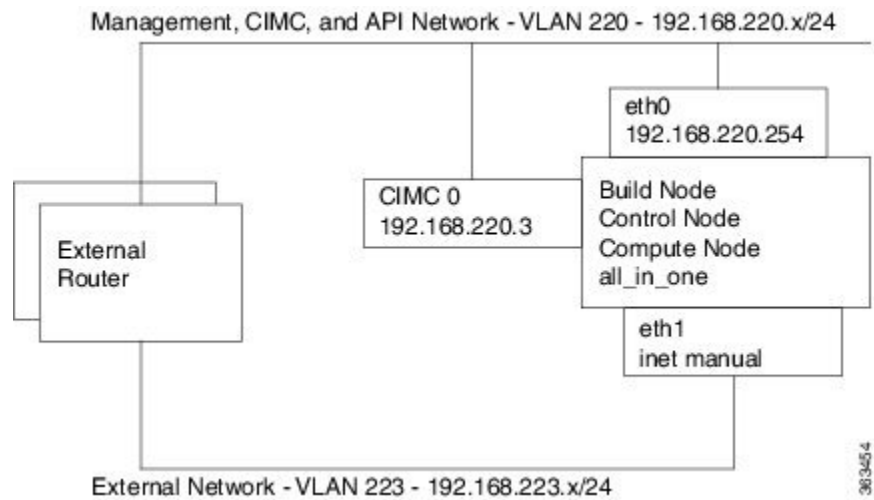 Management, CIMC, and API Network - VLAN 220 - 192.168.220.x/24
eth0
192.168.220.254
CIMC 0
192.168.220.3
Build Node
Control Node
Compute Node
all_in_one
External
Router
eth1
inet manual
External Network - VLAN 223 - 192.168.223.x/24
363454